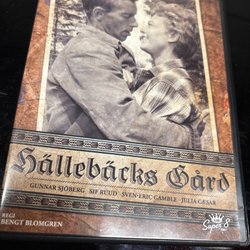 Hällebäcks Gård
GUNNAR SJÖBERG · SIF RUUD · SVEN-ERIC GAMBLE · JULIA CÆSAR
REGI
BENGT BLOMGREN
Super 8